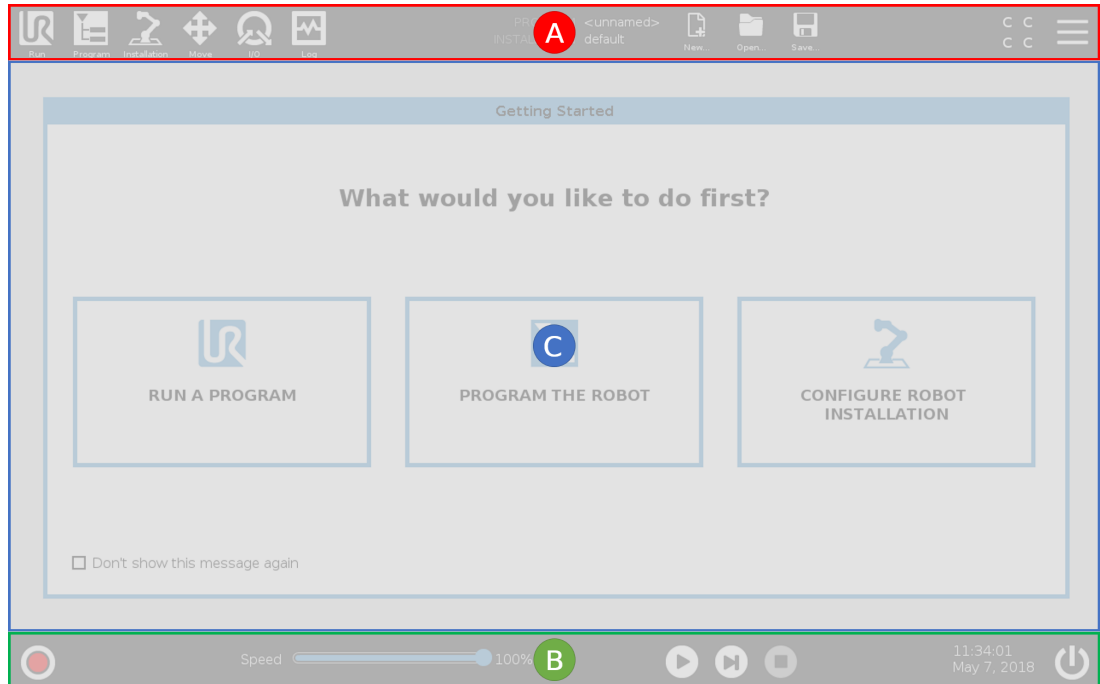 PR
<unnamed>
INSTAL
default
A
C C
C C
Run
Program
Installation
Move
I/O
Log
New...
Open...
Save...
Getting Started
What would you like to do first?
C
RUN A PROGRAM
PROGRAM THE ROBOT
CONFIGURE ROBOT
INSTALLATION
Don't show this message again
Speed
100%
B
11:34:01
May 7, 2018